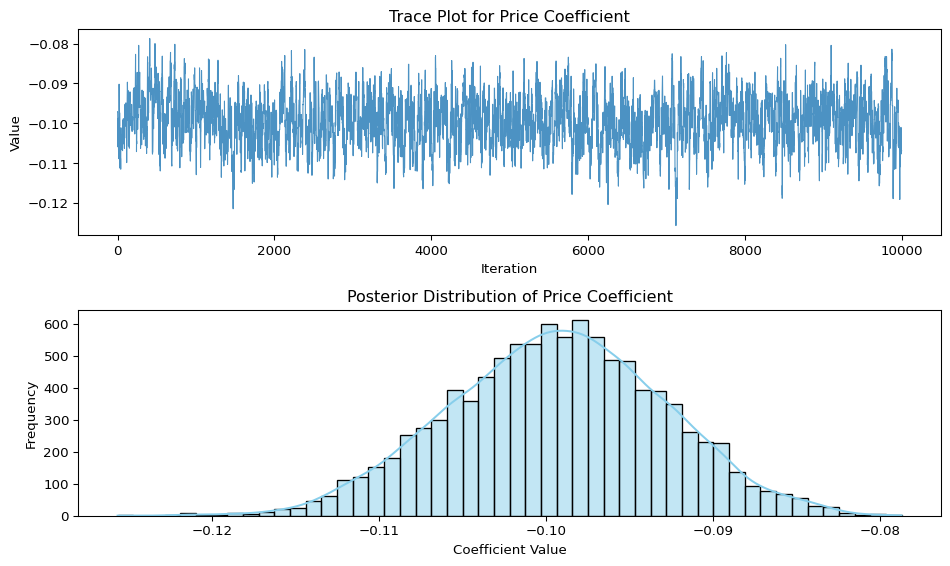 Trace Plot for Price Coefficient
−0.08
−0.09
−0.10
−0.11
−0.12
Value
0 2000 4000 6000 8000 10000
Iteration
Posterior Distribution of Price Coefficient
600
500
400
300
200
100
0
Frequency
−0.12 −0.11 −0.10 −0.09 −0.08
Coefficient Value